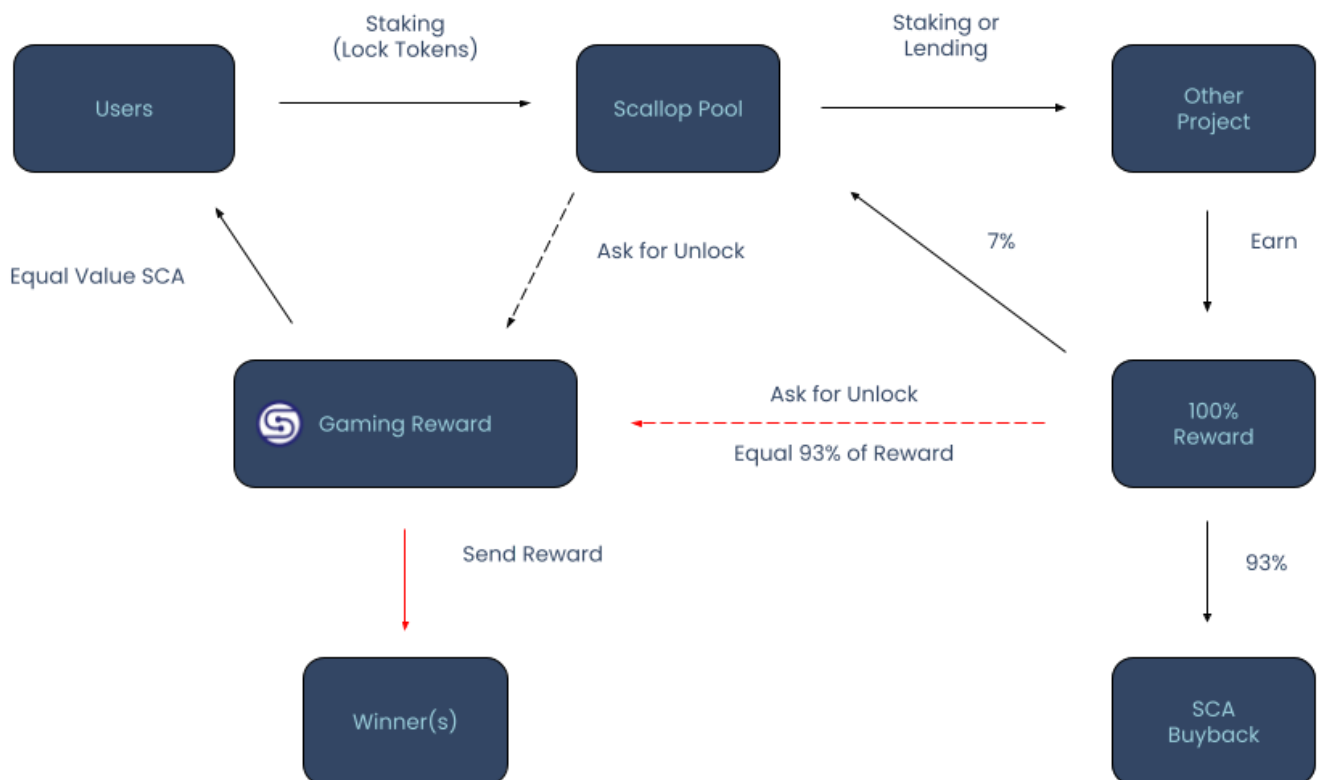 Staking
(Lock Tokens)
Staking or
Lending
Users
Scallop Pool
Other
Project
Equal Value SCA
Ask for Unlock
7%
Earn
Gaming Reward
Ask for Unlock
Equal 93% of Reward
100%
Reward
Send Reward
93%
Winner(s)
SCA
Buyback